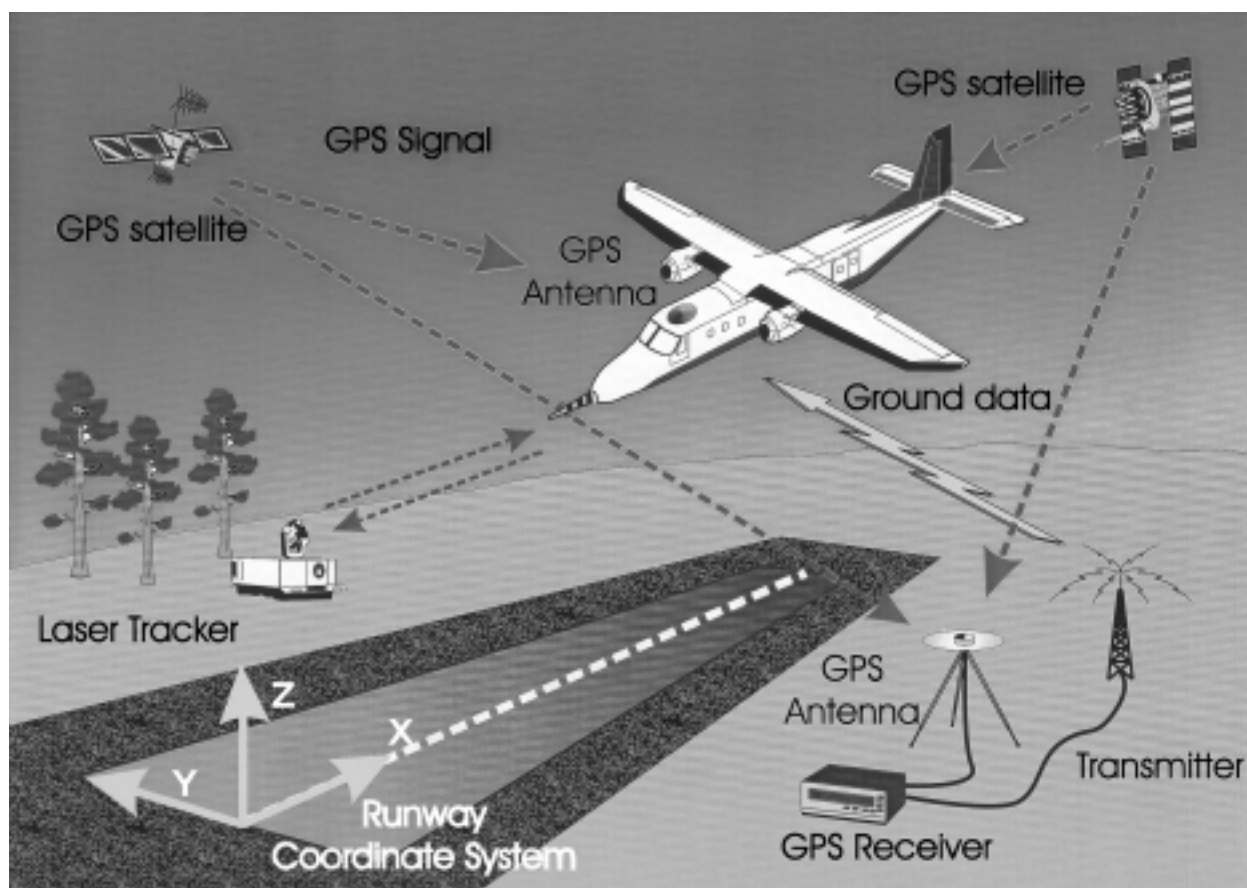 GPS satellite
GPS Signal
GPS satellite
GPS
Antenna
Ground data
Laser Tracker
Z
X
Y
GPS
Antenna
Runway
Coordinate System
Transmitter
GPS Receiver